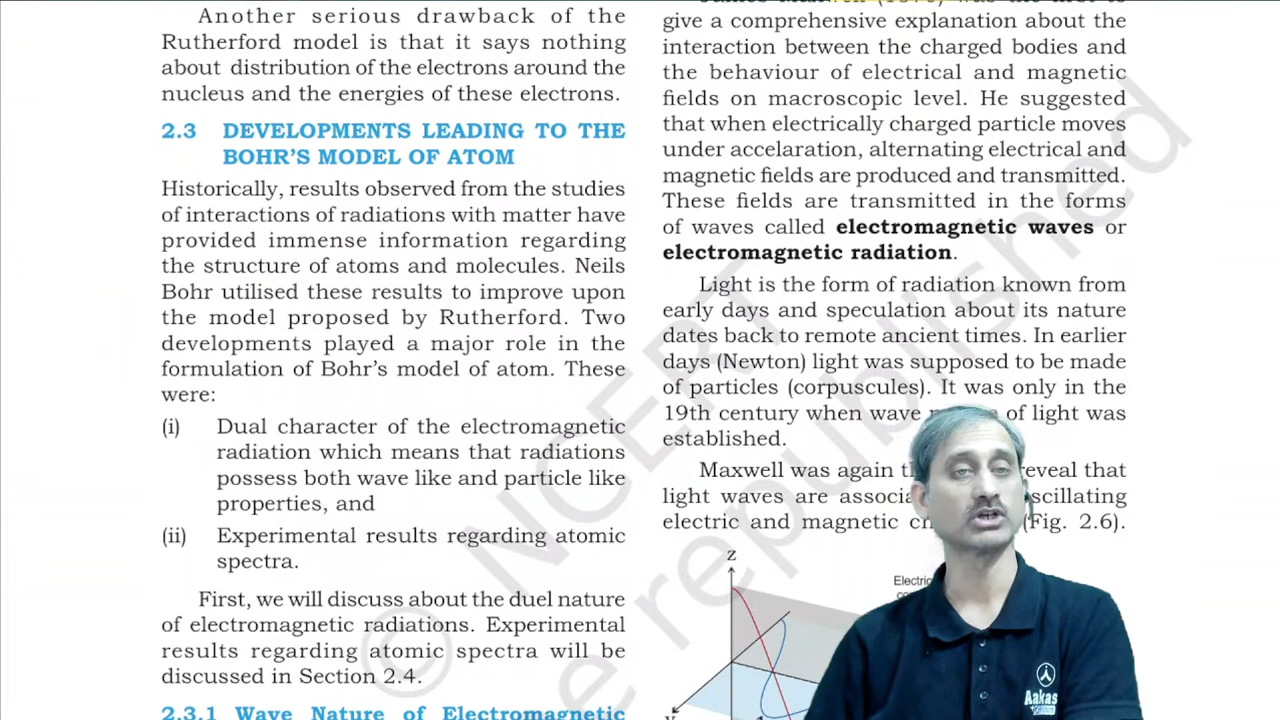 Another serious drawback of the
Rutherford model is that it says nothing
about distribution of the electrons around the
nucleus and the energies of these electrons.
2.3 DEVELOPMENTS LEADING TO THE
BOHR'S MODEL OF ATOM
Historically, results observed from the studies
of interactions of radiations with matter have
provided immense information regarding
the structure of atoms and molecules. Neils
Bohr utilised these results to improve upon
the model proposed by Rutherford. Two
developments played a major role in the
formulation of Bohr's model of atom. These
were:
(i) Dual character of the electromagnetic
radiation which means that radiations
possess both wave like and particle like
properties, and
(ii) Experimental results regarding atomic
spectra.
First, we will discuss about the duel nature
of electromagnetic radiations. Experimental
results regarding atomic spectra will be
discussed in Section 2.4.
2.3.1 Wave Nature of Electromagnetic
was the first to
give a comprehensive explanation about the
interaction between the charged bodies and
the behaviour of electrical and magnetic
fields on macroscopic level. He suggested
that when electrically charged particle moves
under accelaration, alternating electrical and
magnetic fields are produced and transmitted.
These fields are transmitted in the forms
of waves called electromagnetic waves or
electromagnetic radiation.
Light is the form of radiation known from
early days and speculation about its nature
dates back to remote ancient times. In earlier
days (Newton) light was supposed to be made
of particles (corpuscules). It was only in the
19th century when wave of light was
established.
Maxwell was again reveal that
light waves are
electric and magnetic (Fig. 2.6).
z
© NCERT
republished
Aakas